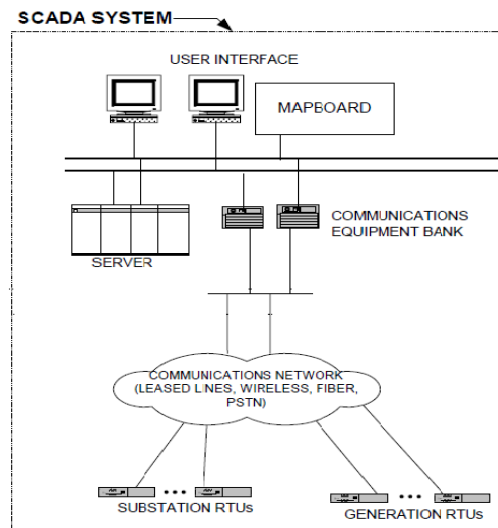 SCADA SYSTEM
USER INTERFACE
MAPBOARD
COMMUNICATIONS
EQUIPMENT BANK
SERVER
COMMUNICATIONS NETWORK
(LEASED LINES, WIRELESS, FIBER,
PSTN)
SUBSTATION RTUs
GENERATION RTUs